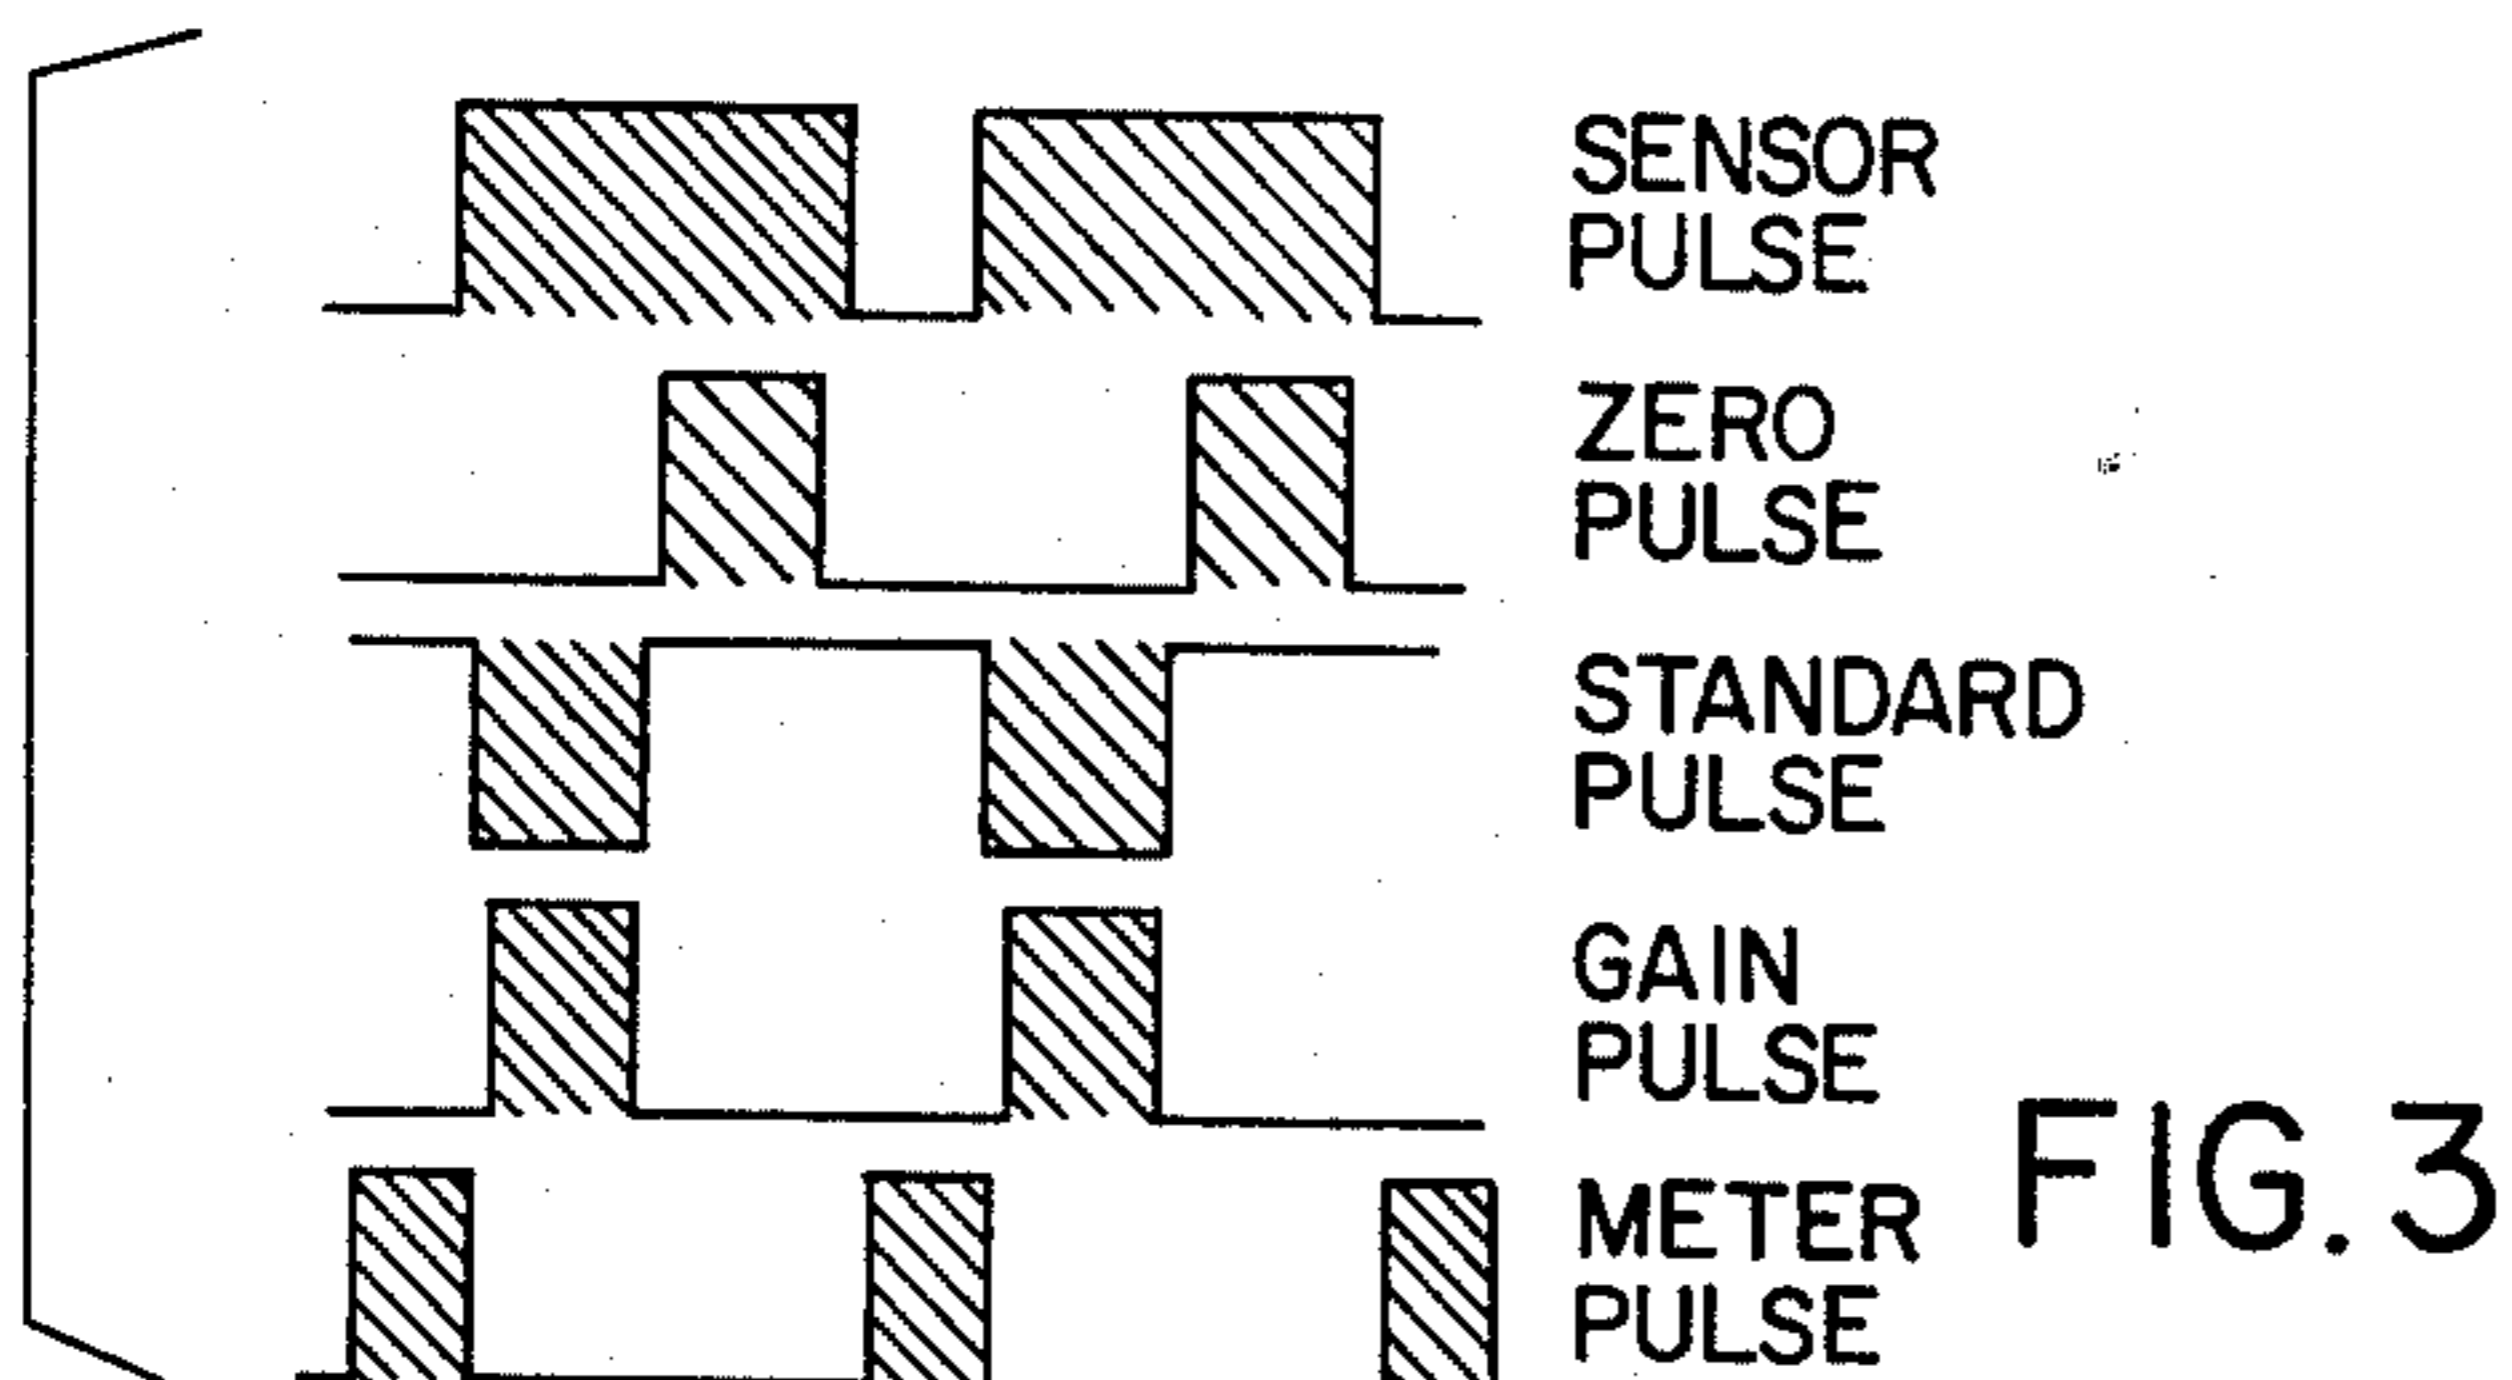 SENSOR
PULSE
ZERO
PULSE
STANDARD
PULSE
GAIN
PULSE
METER
PULSE
FIG. 3